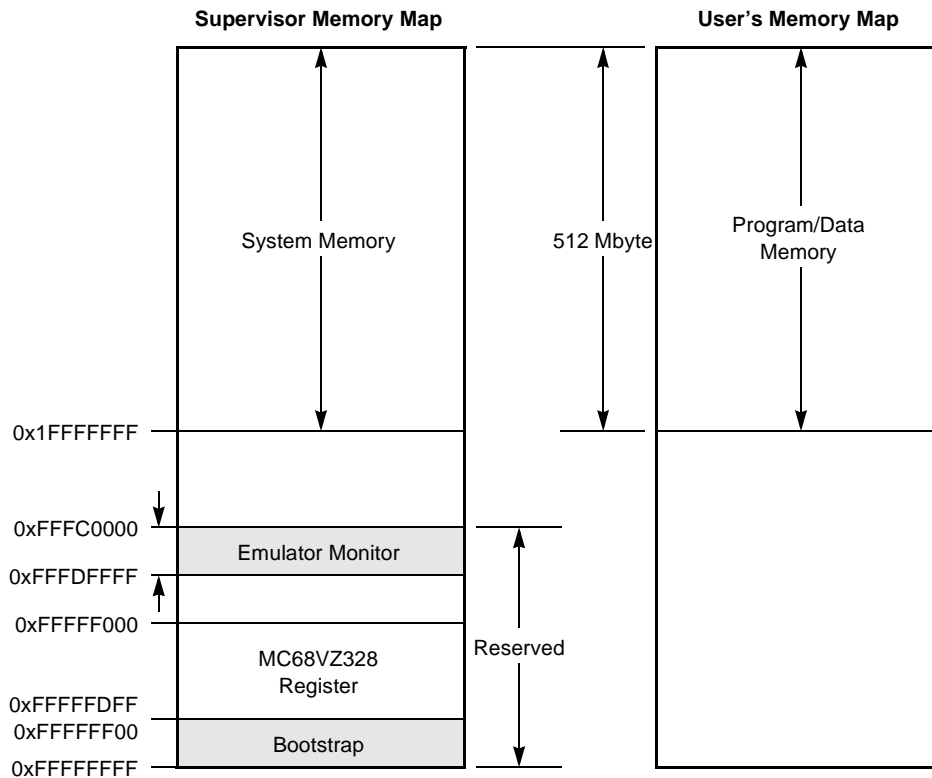 Supervisor Memory Map
User's Memory Map
System Memory
512 Mbyte
Program/Data
Memory
0x1FFFFFFF
0xFFFC0000
Emulator Monitor
0xFFFDFFFF
0xFFFFF000
MC68VZ328
Register
Reserved
0xFFFFFDFF
0xFFFFFF00
Bootstrap
0xFFFFFFFF